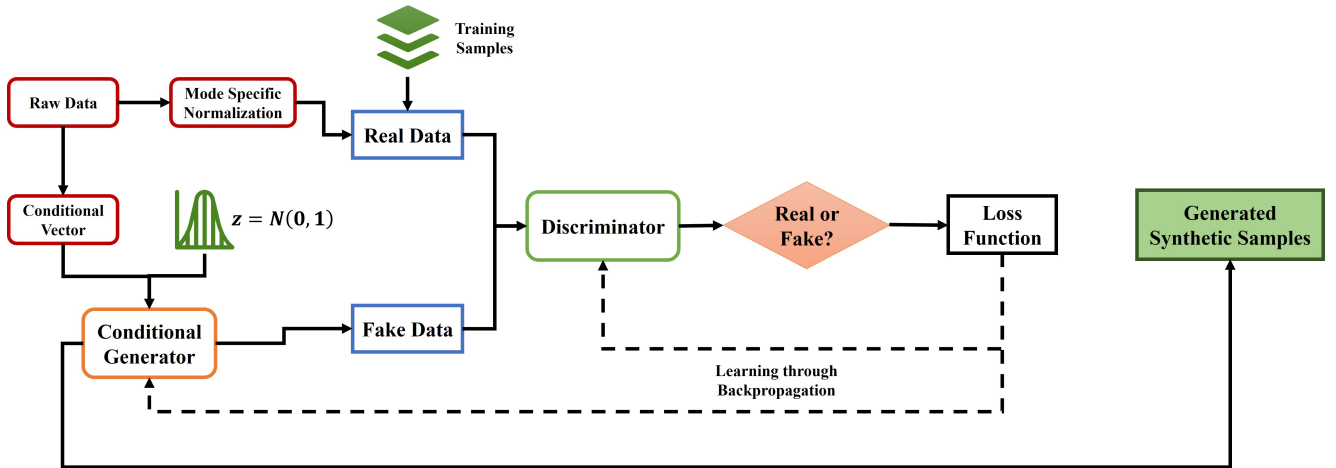 Training
Samples
Raw Data
Mode Specific
Normalization
Real Data
Conditional
Vector
z = N(0, 1)
Discriminator
Real or
Fake?
Loss
Function
Generated
Synthetic Samples
Conditional
Generator
Fake Data
Learning through
Backpropagation